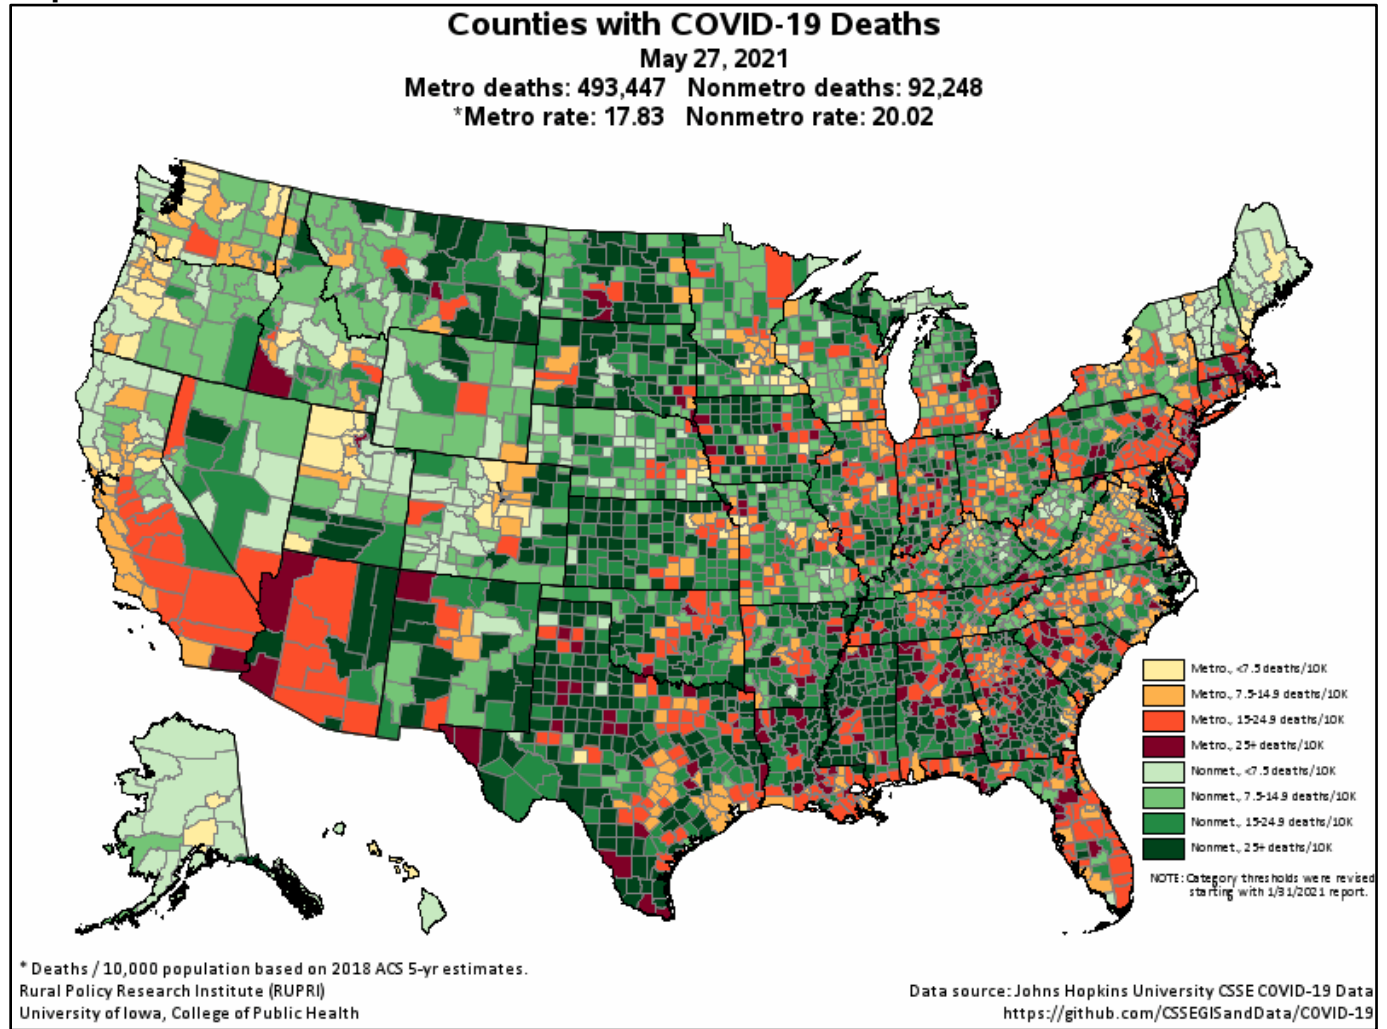 Counties with COVID-19 Deaths
May 27, 2021
Metro deaths: 493,447   Nonmetro deaths: 92,248
*Metro rate: 17.83   Nonmetro rate: 20.02
Metro., <7.5 deaths/10K
Metro., 7.5-14.9 deaths/10K
Metro., 15-24.9 deaths/10K
Metro., 25+ deaths/10K
Nonmet., <7.5 deaths/10K
Nonmet., 7.5-14.9 deaths/10K
Nonmet., 15-24.9 deaths/10K
Nonmet., 25+ deaths/10K
NOTE: Category thresholds were revised
starting with 1/31/2021 report.
* Deaths / 10,000 population based on 2018 ACS 5-yr estimates.
Rural Policy Research Institute (RUPRI)
University of Iowa, College of Public Health
Data source: Johns Hopkins University CSSE COVID-19 Data
https://github.com/CSSEGISandData/COVID-19